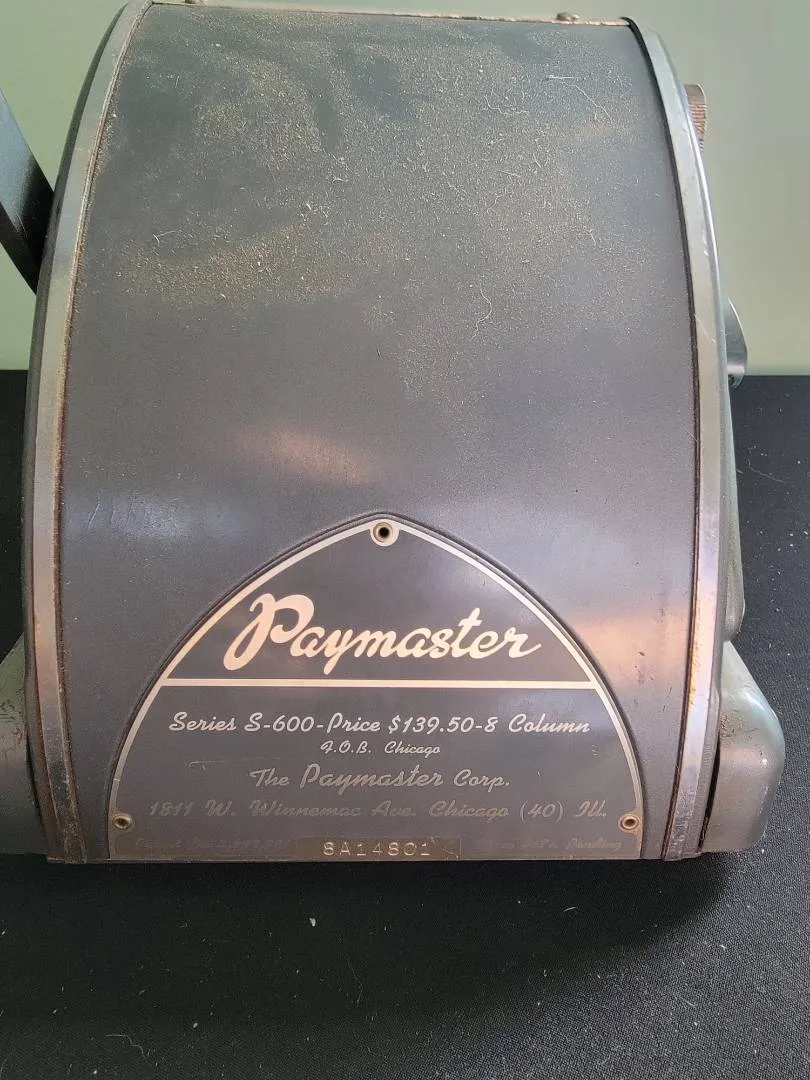 Paymaster
Series S-600-Price $139.50-8 Column
F.O.B. Chicago
The Paymaster Corp.
1811 W. Winnemac Ave. Chicago (40) Ill.
8A14801 Pending